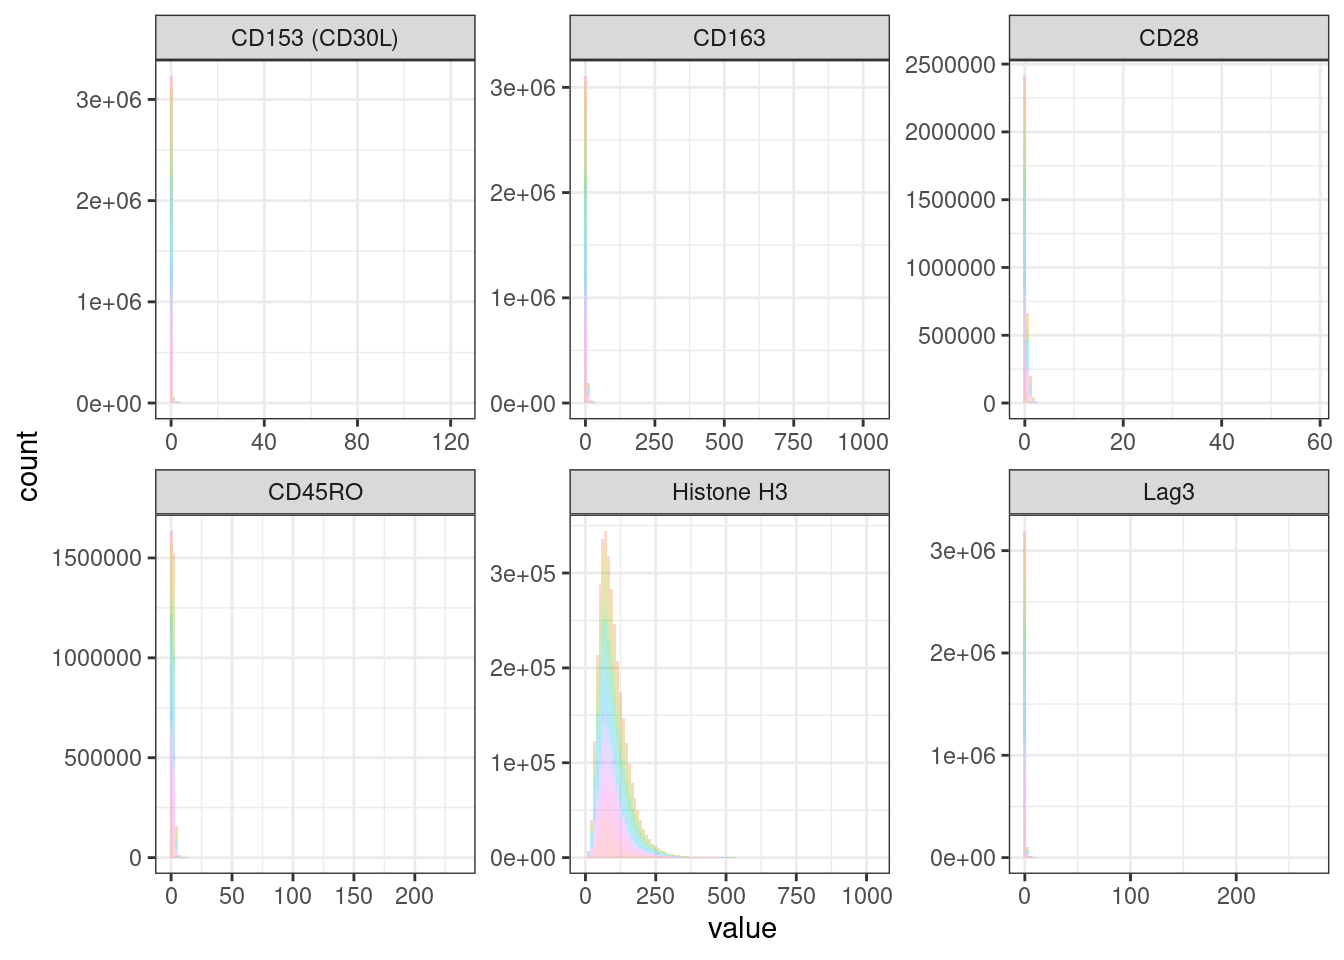 CD153 (CD30L)
CD163
CD28
3e+06
2e+06
1e+06
0e+00
3e+06
2e+06
1e+06
0e+00
2500000
2000000
1500000
1000000
500000
0
0 40 80 120
0 250 500 750 1000
0 20 40 60
count
CD45RO
Histone H3
Lag3
1500000
1000000
500000
0
3e+05
2e+05
1e+05
0e+00
3e+06
2e+06
1e+06
0e+00
0 50 100 150 200
0 250 500 750 1000
0 100 200
value